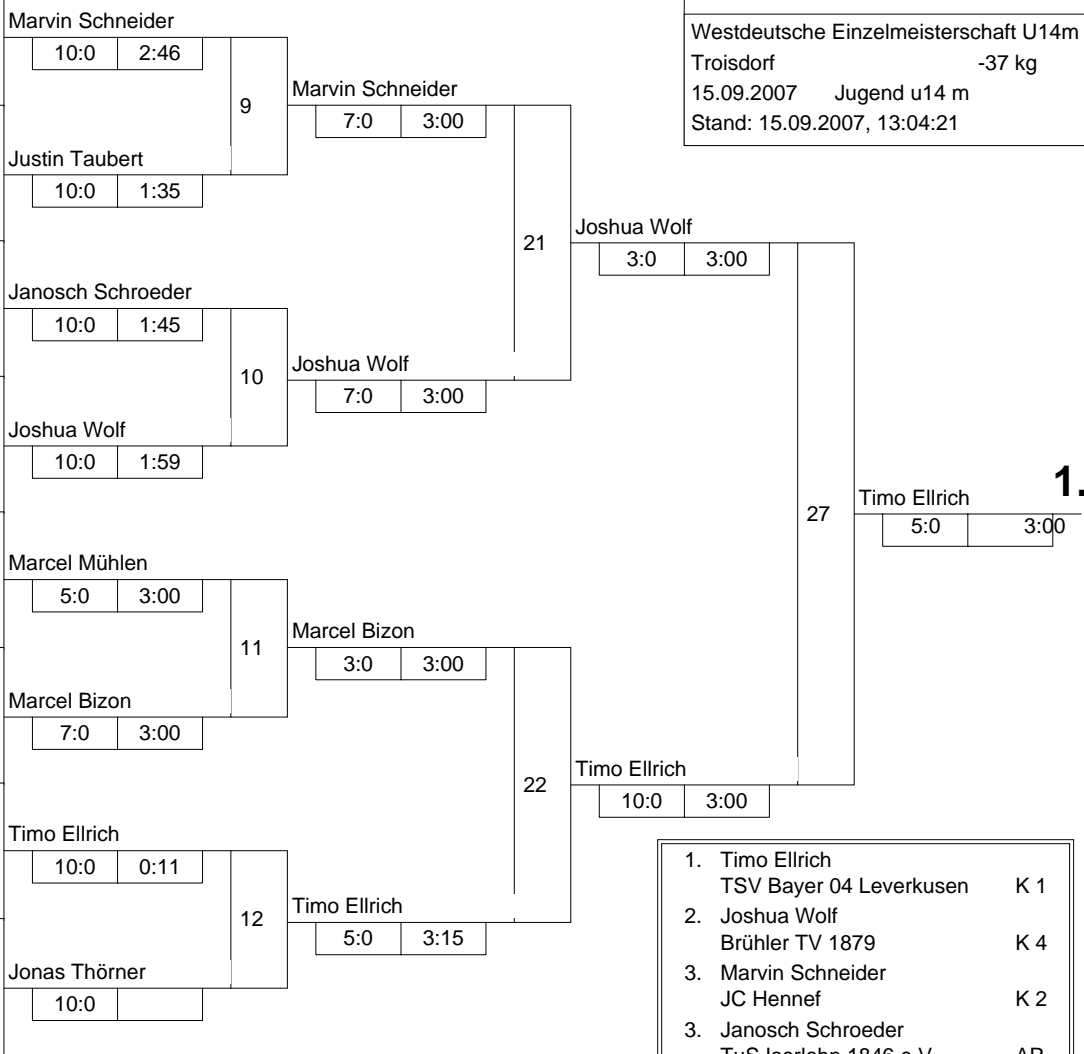 Marvin Schneider
10:0 2:46
9
Justin Taubert
10:0 1:35
Marvin Schneider
7:0 3:00
Westdeutsche Einzelmeisterschaft U14m
Troisdorf -37 kg
15.09.2007 Jugend u14 m
Stand: 15.09.2007, 13:04:21
21
Janosch Schroeder
10:0 1:45
10
Joshua Wolf
10:0 1:59
Joshua Wolf
7:0 3:00
Joshua Wolf
3:0 3:00
27
Timo Ellrich 1.
5:0 3:00
Marcel Mühlen
5:0 3:00
11
Marcel Bizon
7:0 3:00
Marcel Bizon
3:0 3:00
22
Timo Ellrich
10:0 3:00
Timo Ellrich
10:0 0:11
12
Jonas Thörner
10:0
Timo Ellrich
5:0 3:15
1. Timo Ellrich
TSV Bayer 04 Leverkusen K 1
2. Joshua Wolf
Brühler TV 1879 K 4
3. Marvin Schneider
JC Hennef K 2
3. Janosch Schroeder
TuS Iserlohn 1846 e.V. AR